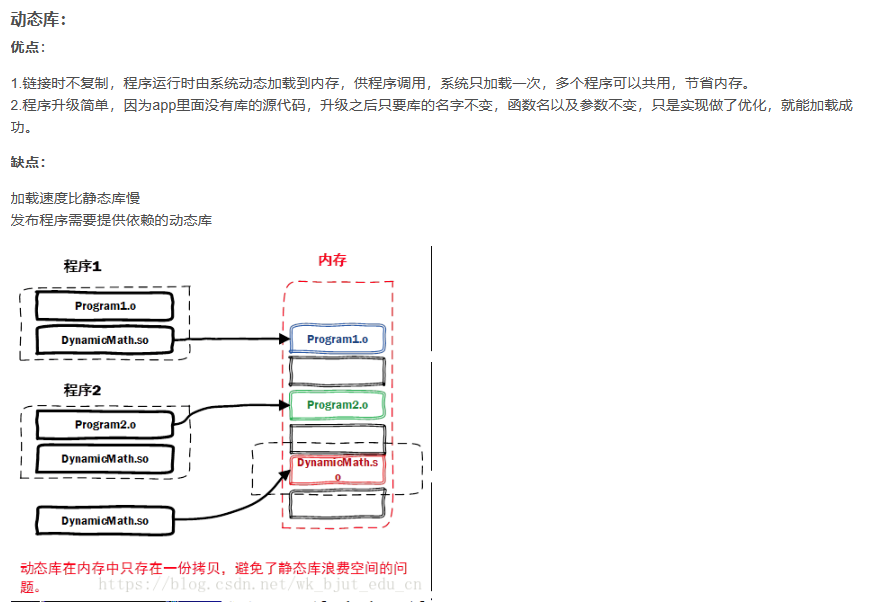 动态库：
优点：
1.链接时不复制，程序运行时由系统动态加载到内存，供程序调用，系统只加载一次，多个程序可以共用，节省内存。
2.程序升级简单，因为app里面没有库的源代码，升级之后只要库的名字不变，函数名以及参数不变，只是实现做了优化，就能加载成
功。
缺点：
加载速度比静态库慢
发布程序需要提供依赖的动态库
程序1
Program1.o
DynamicMath.so
程序2
Program2.o
DynamicMath.so
DynamicMath.so
内存
Program1.o
Program2.o
DynamicMath.s
o
动态库在内存中只存在一份拷贝，避免了静态库浪费空间的问
题。
https://blog.csdn.net/wk_bjut_edu_cn